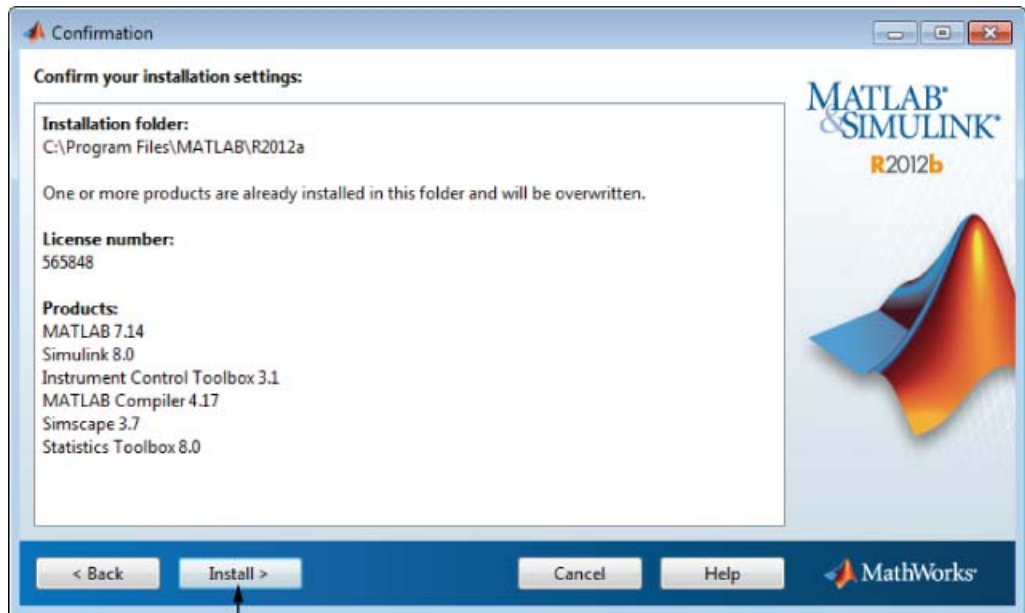 Confirmation
Confirm your installation settings:
Installation folder:
C:\Program Files\MATLAB\R2012a
One or more products are already installed in this folder and will be overwritten.
License number:
565848
Products:
MATLAB 7.14
Simulink 8.0
Instrument Control Toolbox 3.1
MATLAB Compiler 4.17
Simscape 3.7
Statistics Toolbox 8.0
MATLAB®
&SIMULINK®
R2012b
< Back
Install >
Cancel
Help
MathWorks®